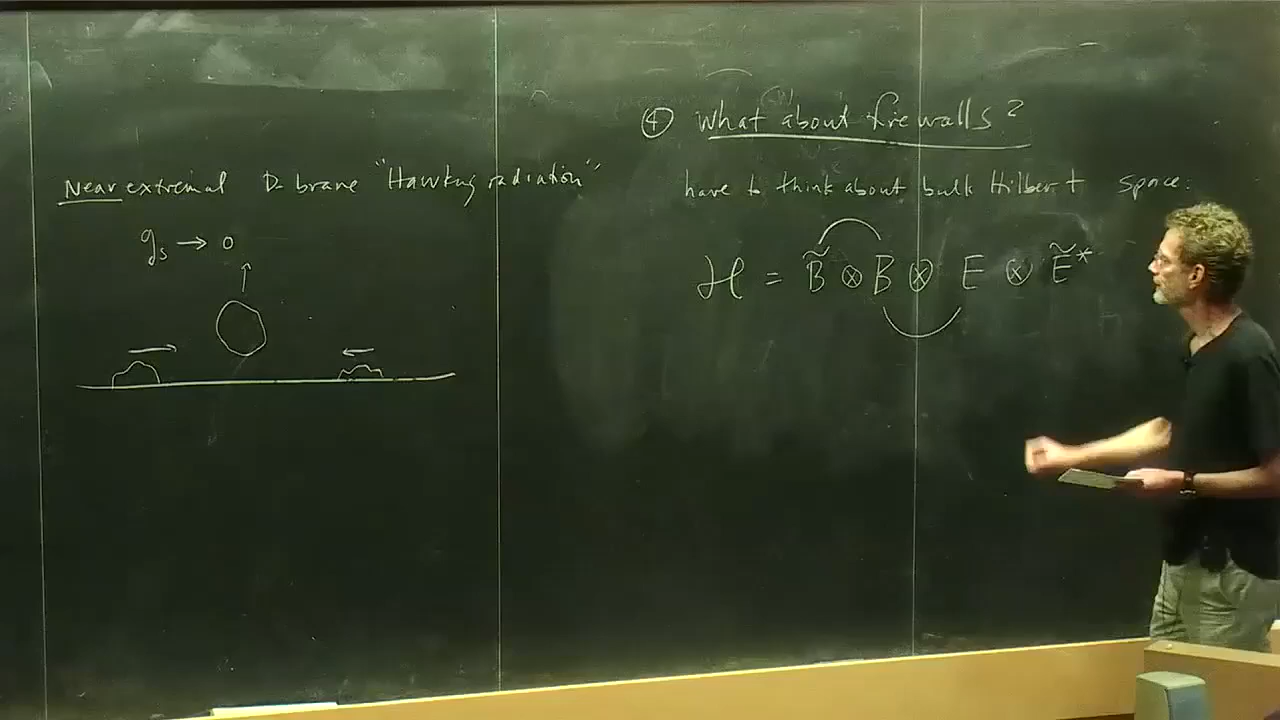 Near extremal D-brane "Hawking radiation"
gₛ → 0
④ What about firewalls?
have to think about bulk Hilbert space:
ℋ = B̃ ⊗ B ⊗ E ⊗ Ẽ*